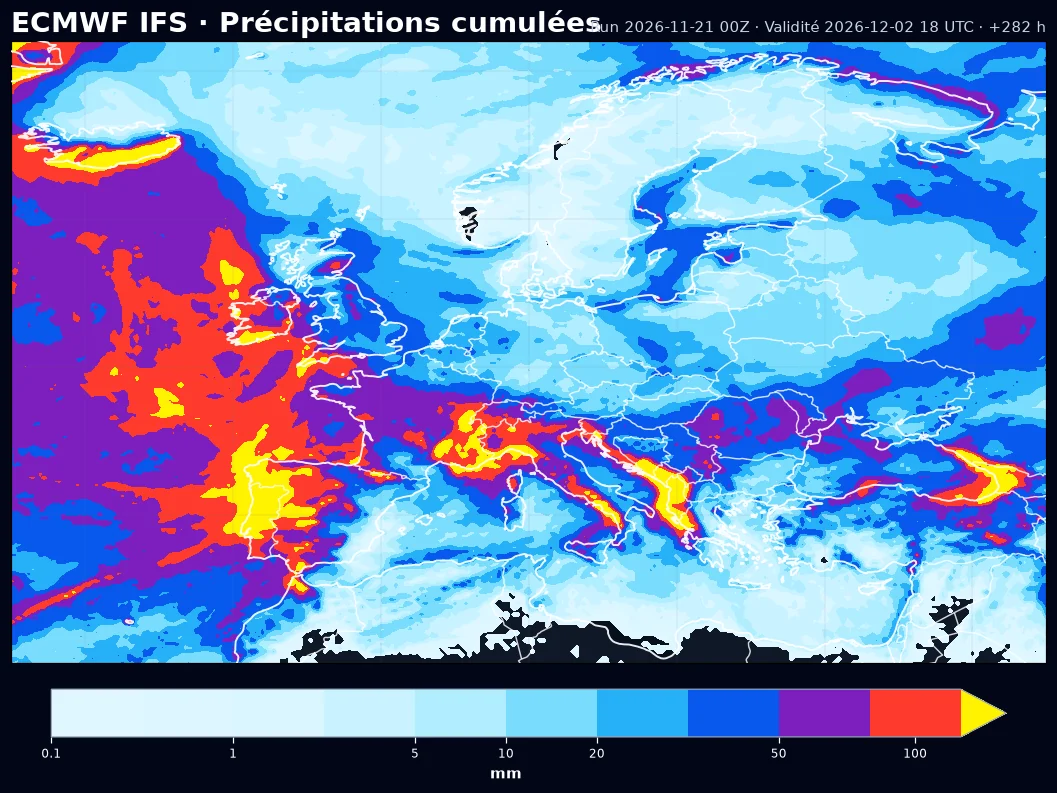 ECMWF IFS · Précipitations cumulées
Run 2026-11-21 00Z · Validité 2026-12-02 18 UTC · +282 h
0.1 1 5 10 20 50 100
mm